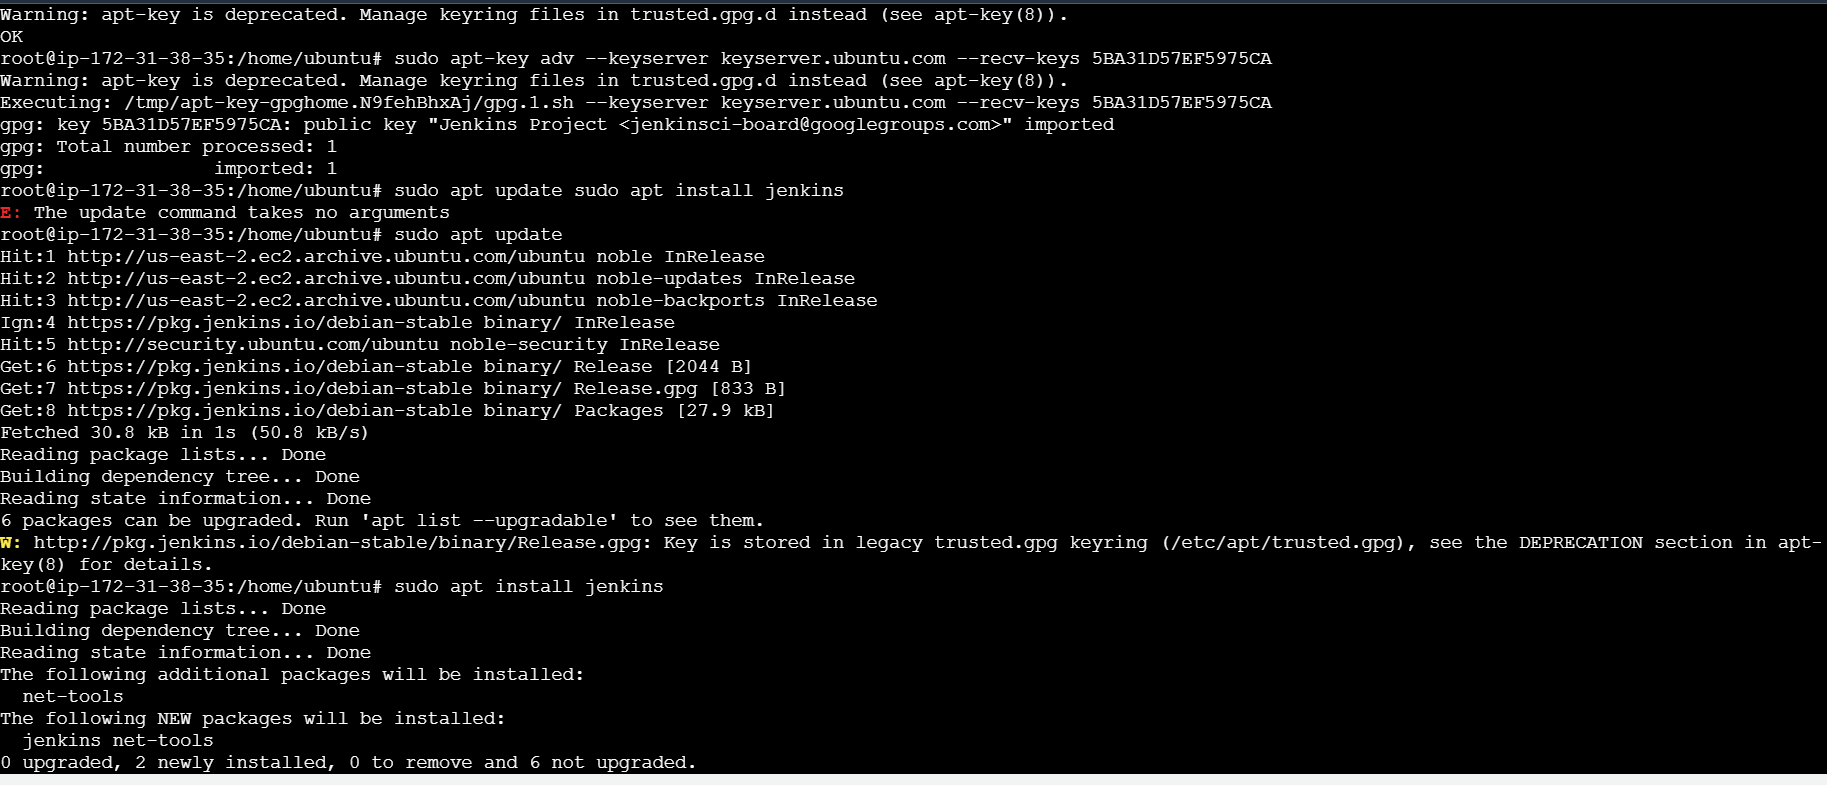 Warning: apt-key is deprecated. Manage keyring files in trusted.gpg.d instead (see apt-key(8)).
OK
root@ip-172-31-38-35:/home/ubuntu# sudo apt-key adv --keyserver keyserver.ubuntu.com --recv-keys 5BA31D57EF5975CA
Warning: apt-key is deprecated. Manage keyring files in trusted.gpg.d instead (see apt-key(8)).
Executing: /tmp/apt-key-gpghome.N9fehBhxAj/gpg.1.sh --keyserver keyserver.ubuntu.com --recv-keys 5BA31D57EF5975CA
gpg: key 5BA31D57EF5975CA: public key "Jenkins Project <jenkinsci-board@googlegroups.com>" imported
gpg: Total number processed: 1
gpg:               imported: 1
root@ip-172-31-38-35:/home/ubuntu# sudo apt update sudo apt install jenkins
E: The update command takes no arguments
root@ip-172-31-38-35:/home/ubuntu# sudo apt update
Hit:1 http://us-east-2.ec2.archive.ubuntu.com/ubuntu noble InRelease
Hit:2 http://us-east-2.ec2.archive.ubuntu.com/ubuntu noble-updates InRelease
Hit:3 http://us-east-2.ec2.archive.ubuntu.com/ubuntu noble-backports InRelease
Ign:4 https://pkg.jenkins.io/debian-stable binary/ InRelease
Hit:5 http://security.ubuntu.com/ubuntu noble-security InRelease
Get:6 https://pkg.jenkins.io/debian-stable binary/ Release [2044 B]
Get:7 https://pkg.jenkins.io/debian-stable binary/ Release.gpg [833 B]
Get:8 https://pkg.jenkins.io/debian-stable binary/ Packages [27.9 kB]
Fetched 30.8 kB in 1s (50.8 kB/s)
Reading package lists... Done
Building dependency tree... Done
Reading state information... Done
6 packages can be upgraded. Run 'apt list --upgradable' to see them.
W: http://pkg.jenkins.io/debian-stable/binary/Release.gpg: Key is stored in legacy trusted.gpg keyring (/etc/apt/trusted.gpg), see the DEPRECATION section in apt-
key(8) for details.
root@ip-172-31-38-35:/home/ubuntu# sudo apt install jenkins
Reading package lists... Done
Building dependency tree... Done
Reading state information... Done
The following additional packages will be installed:
  net-tools
The following NEW packages will be installed:
  jenkins net-tools
0 upgraded, 2 newly installed, 0 to remove and 6 not upgraded.